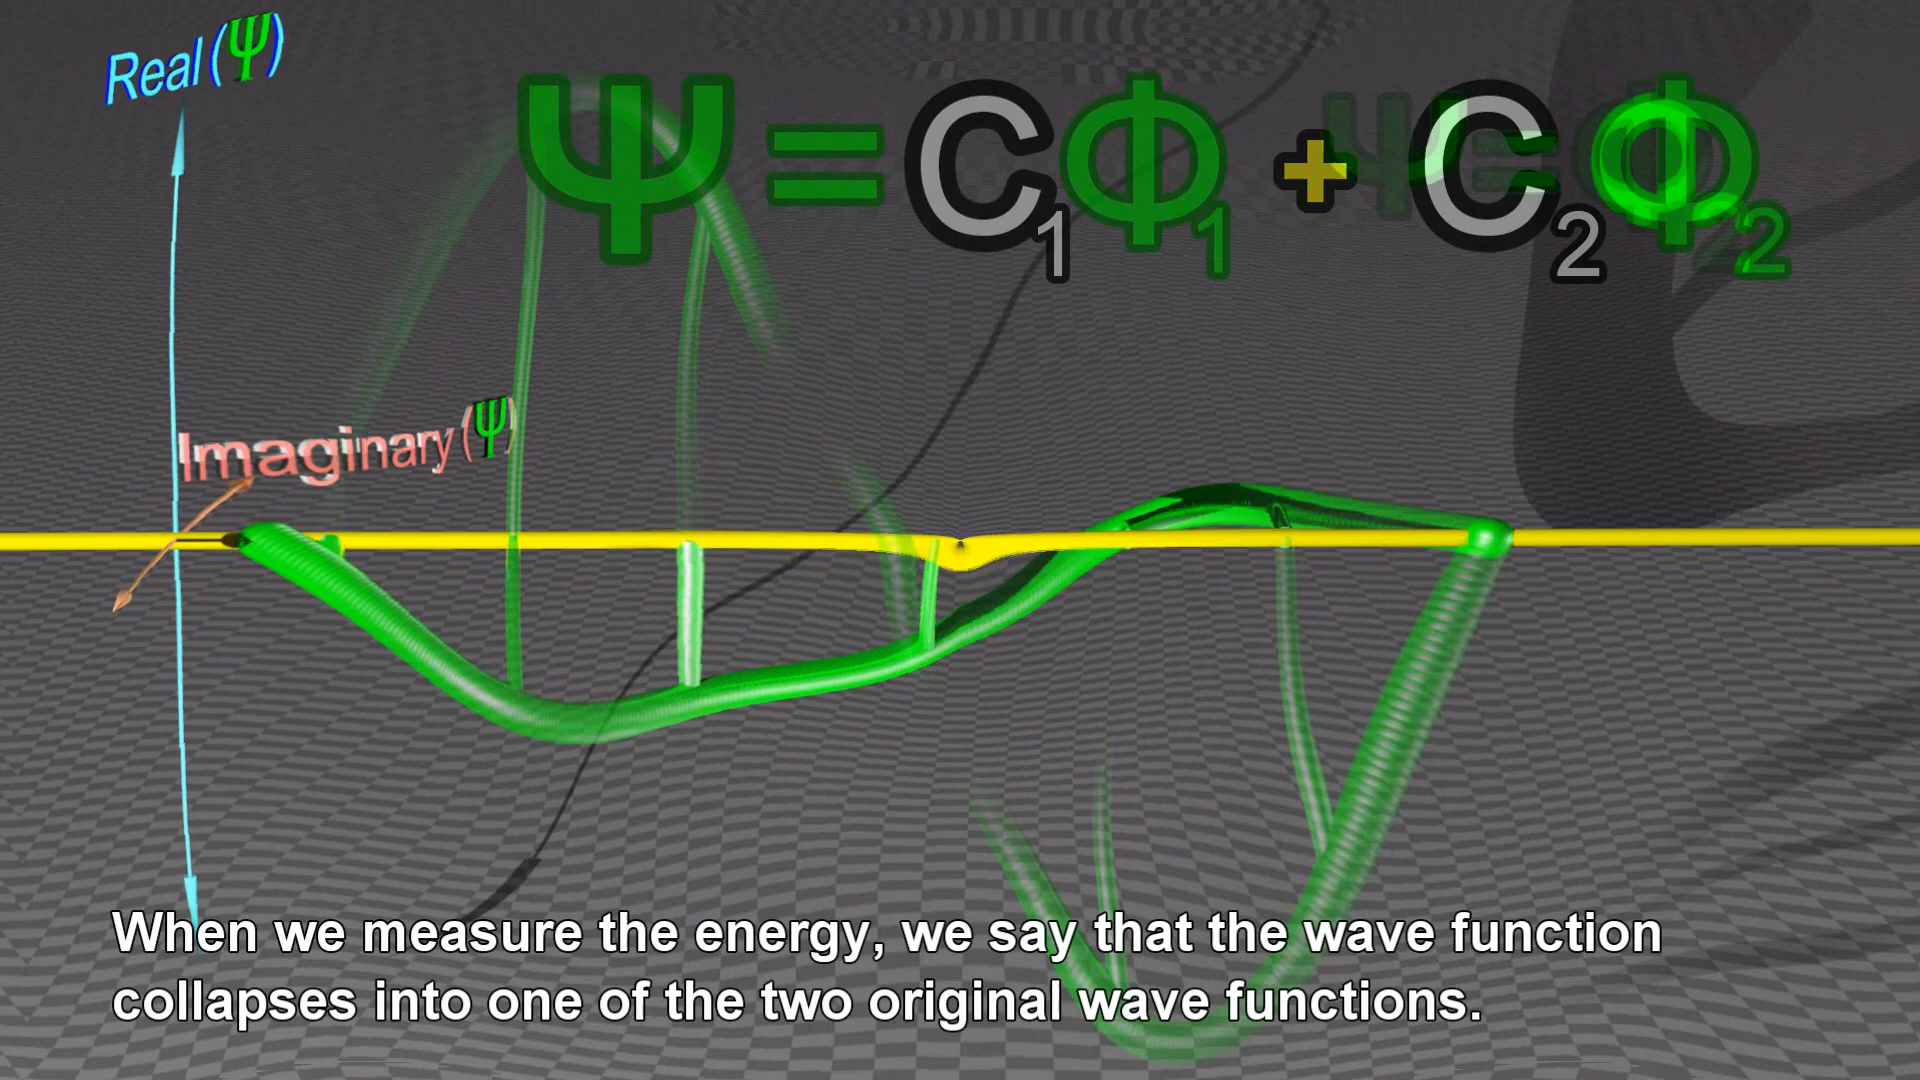 Real(Ψ)
Ψ=C₁Φ₁ + C₂Φ₂
Imaginary(Ψ)
When we measure the energy, we say that the wave function
collapses into one of the two original wave functions.